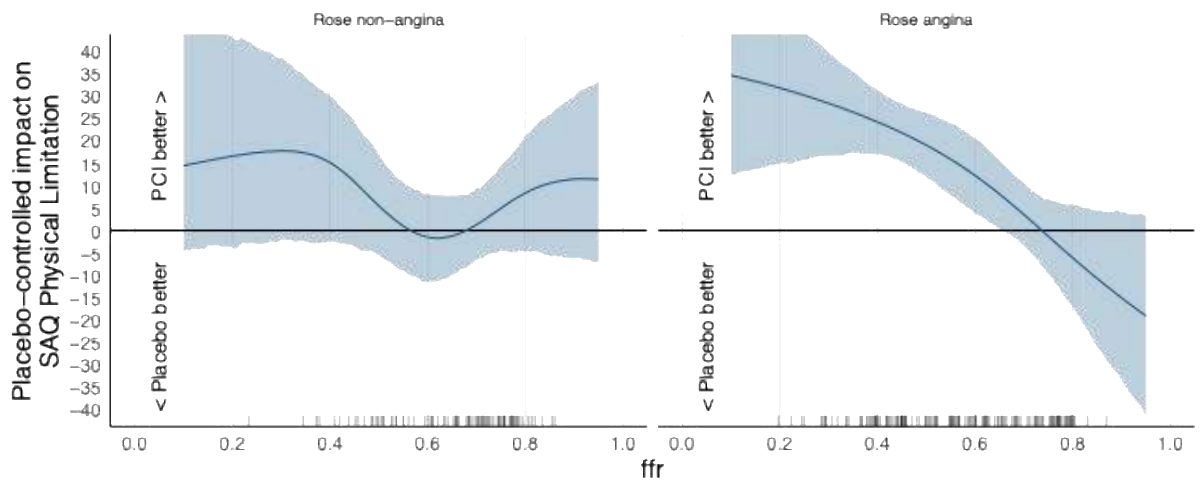 Rose non−angina
Rose angina
Placebo−controlled impact on
SAQ Physical Limitation
40
35
30
25
20
15
10
5
0
−5
−10
−15
−20
−25
−30
−35
−40
PCI better >
< Placebo better
PCI better >
< Placebo better
0.0 0.2 0.4 0.6 0.8 1.0
0.0 0.2 0.4 0.6 0.8 1.0
ffr